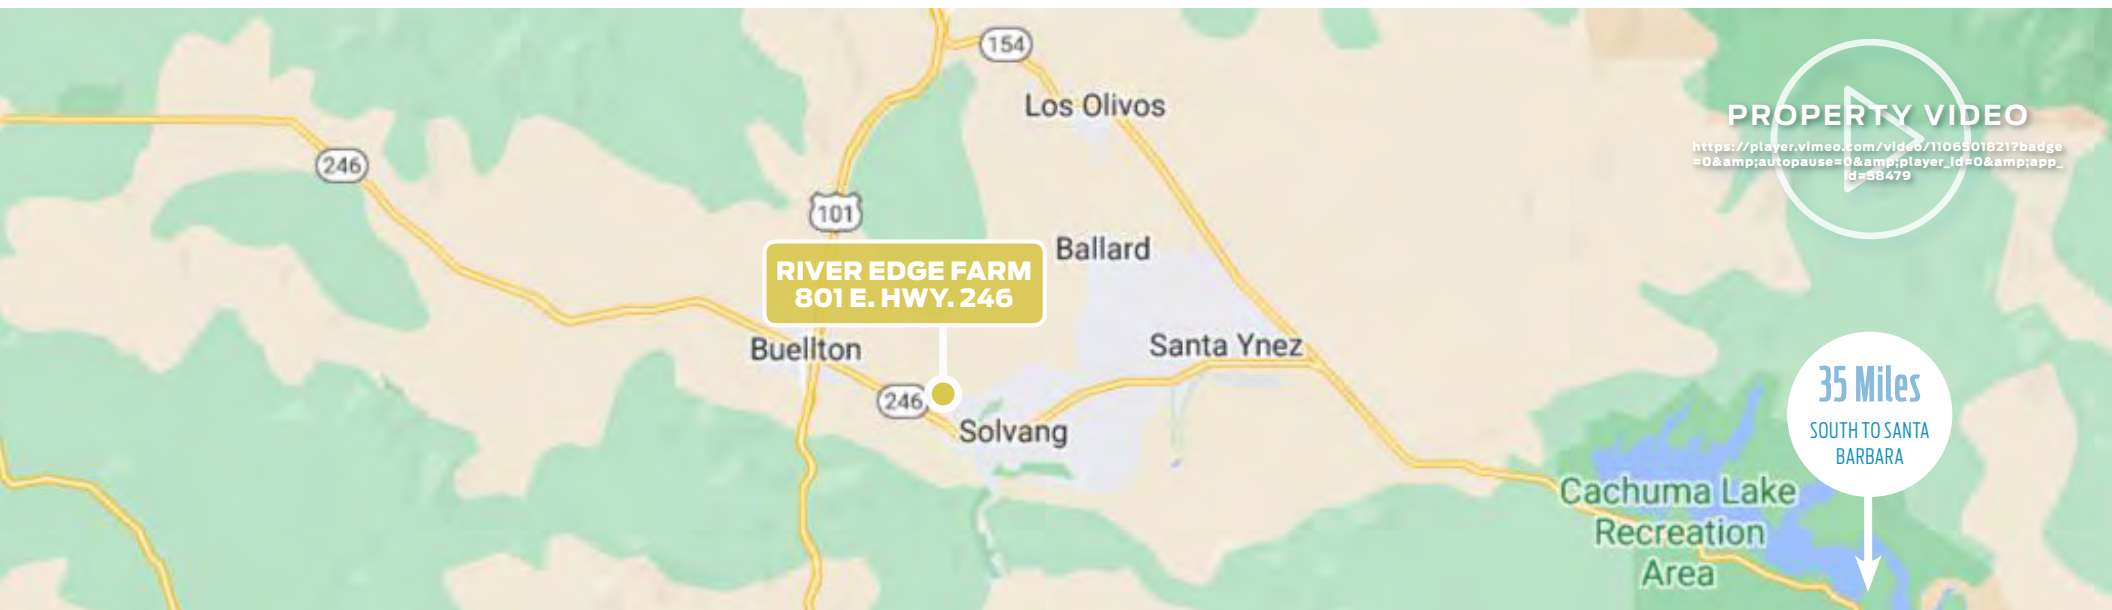 154
Los Olivos
PROPERTY VIDEO
https://player.vimeo.com/video/1106501821?badge
=0&amp;autopause=0&amp;player_id=0&amp;app_
id=58479
246
101
Ballard
RIVER EDGE FARM
801 E. HWY. 246
Buellton
Santa Ynez
246
Solvang
35 Miles
SOUTH TO SANTA
BARBARA
Cachuma Lake
Recreation
Area